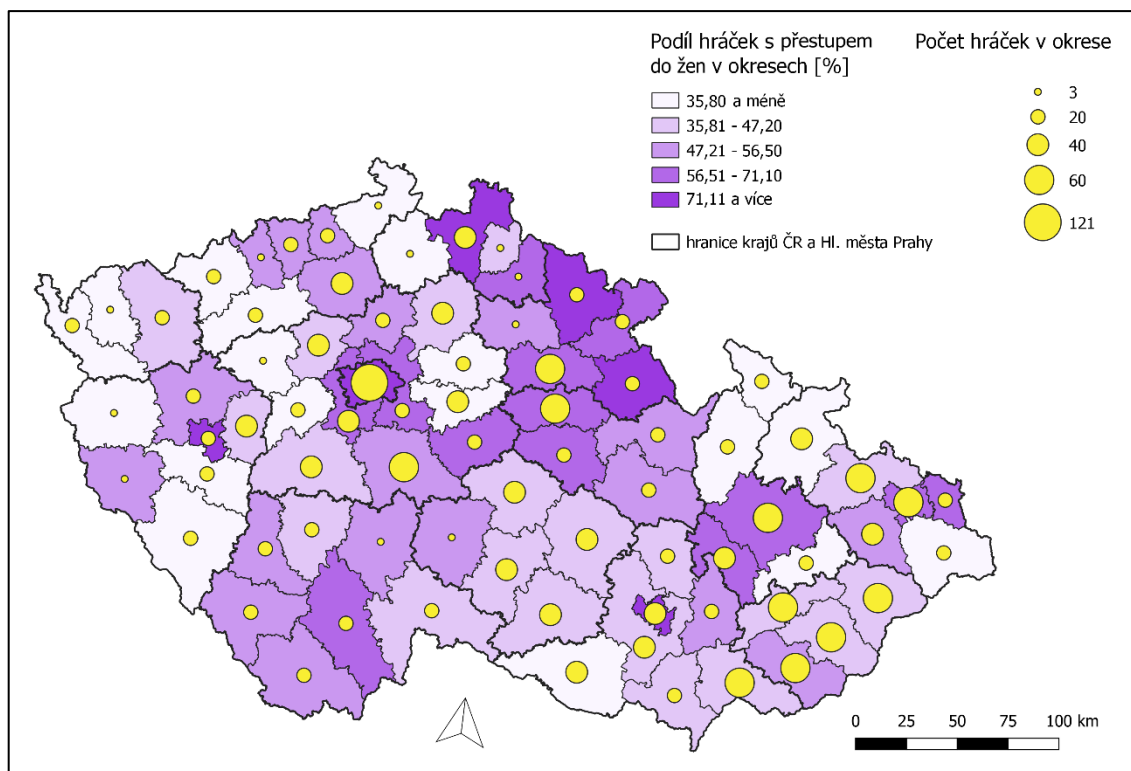 Podíl hráček s přestupem
do žen v okresech [%]
35,80 a méně
35,81 - 47,20
47,21 - 56,50
56,51 - 71,10
71,11 a více
hranice krajů ČR a Hl. města Prahy
Počet hráček v okrese
3
20
40
60
121
0 25 50 75 100 km